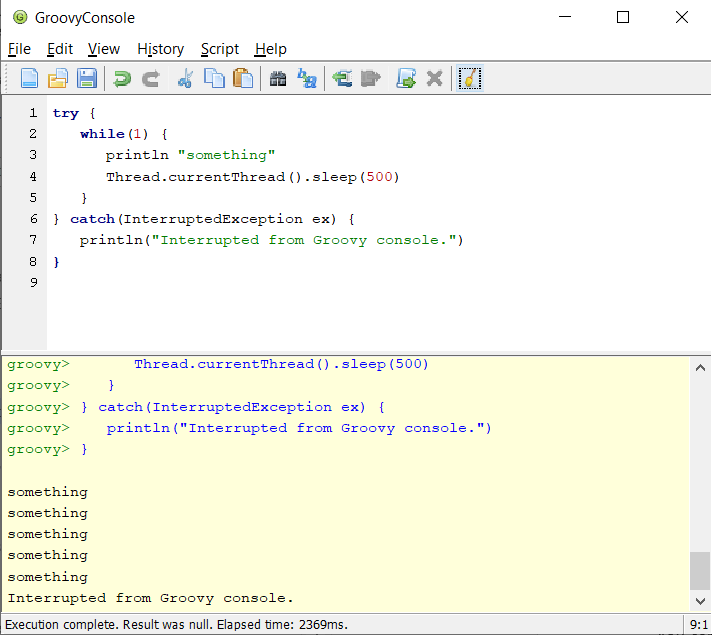 GroovyConsole
File Edit View History Script Help
1 try {
2    while(1) {
3       println "something"
4       Thread.currentThread().sleep(500)
5    }
6 } catch(InterruptedException ex) {
7    println("Interrupted from Groovy console.")
8 }
9
groovy>       Thread.currentThread().sleep(500)
groovy>    }
groovy> } catch(InterruptedException ex) {
groovy>    println("Interrupted from Groovy console.")
groovy> }
something
something
something
something
something
Interrupted from Groovy console.
Execution complete. Result was null. Elapsed time: 2369ms. 9:1